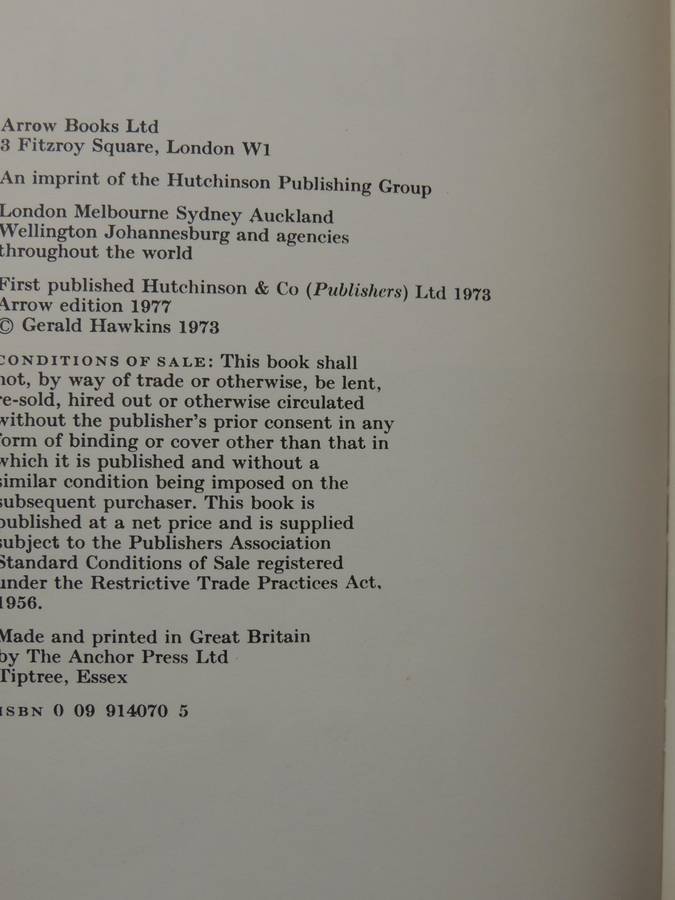 Arrow Books Ltd
3 Fitzroy Square, London W1
An imprint of the Hutchinson Publishing Group
London Melbourne Sydney Auckland
Wellington Johannesburg and agencies
throughout the world
First published Hutchinson & Co (Publishers) Ltd 1973
Arrow edition 1977
© Gerald Hawkins 1973
CONDITIONS OF SALE: This book shall
not, by way of trade or otherwise, be lent,
re-sold, hired out or otherwise circulated
without the publisher's prior consent in any
form of binding or cover other than that in
which it is published and without a
similar condition being imposed on the
subsequent purchaser. This book is
published at a net price and is supplied
subject to the Publishers Association
Standard Conditions of Sale registered
under the Restrictive Trade Practices Act,
1956.
Made and printed in Great Britain
by The Anchor Press Ltd
Tiptree, Essex
ISBN 0 09 914070 5